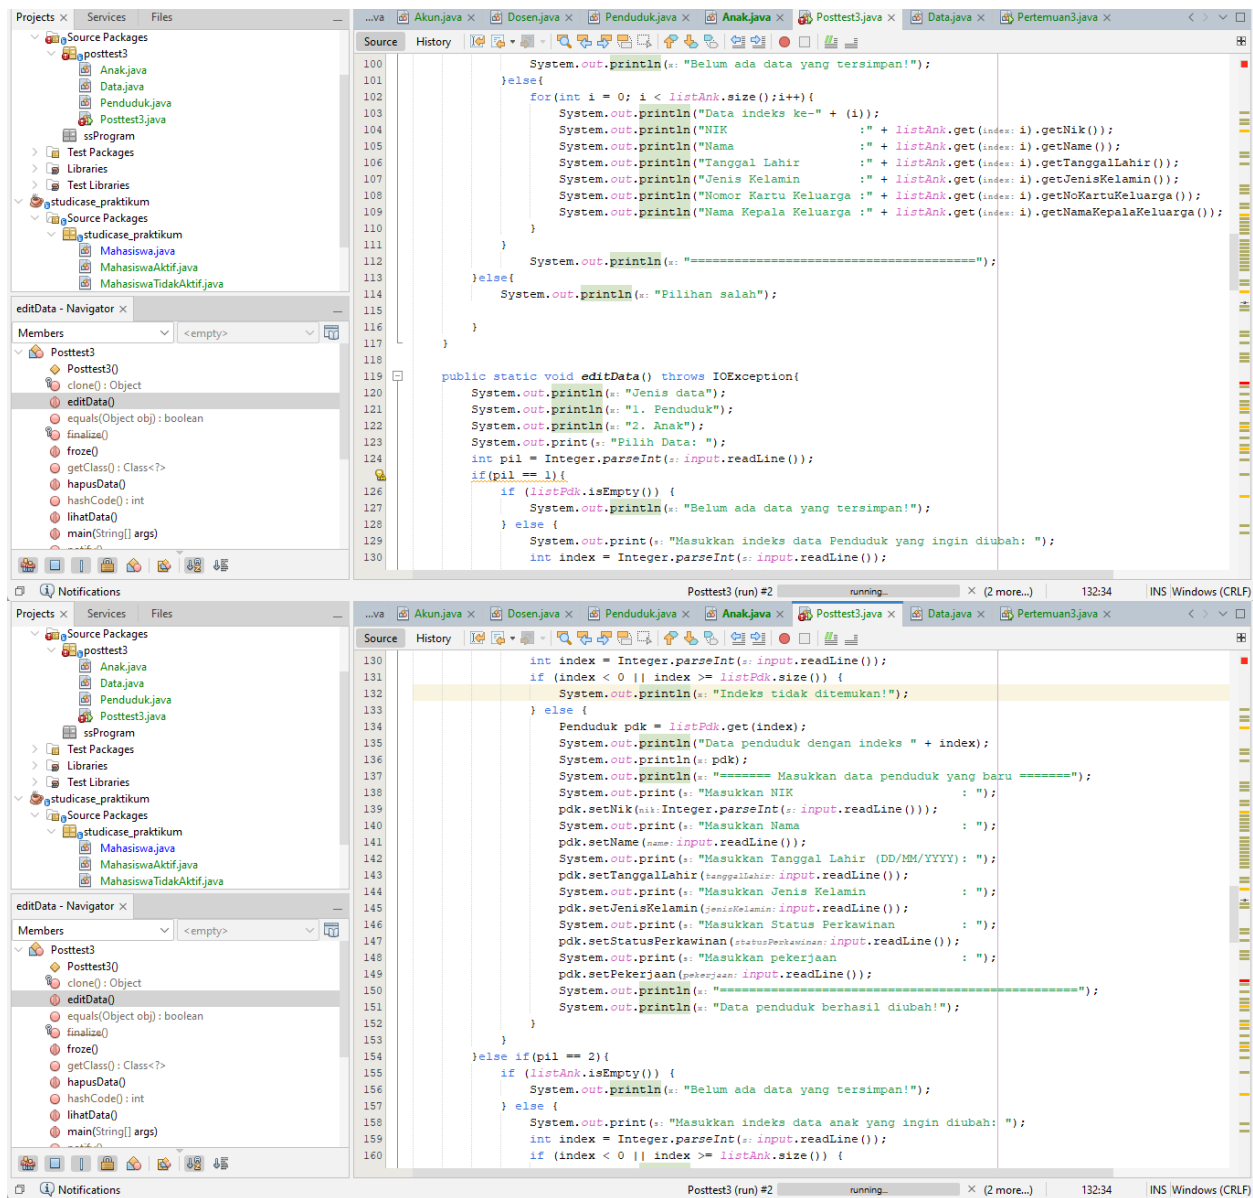 Projects × Services Files
Source Packages
posttest3
Anak.java
Data.java
Penduduk.java
Posttest3.java
ssProgram
Test Packages
Libraries
Test Libraries
studicase_praktikum
Source Packages
studicase_praktikum
Mahasiswa.java
MahasiswaAktif.java
MahasiswaTidakAktif.java
editData - Navigator ×
Members <empty>
Posttest3
Posttest3()
clone() : Object
editData()
equals(Object obj) : boolean
finalize()
froze()
getClass() : Class<?>
hapusData()
hashCode() : int
lihatData()
main(String[] args)
...va Akun.java × Dosen.java × Penduduk.java × Anak.java × Posttest3.java × Data.java × Pertemuan3.java ×
Source History
100 System.out.println(x: "Belum ada data yang tersimpan!");
101 }else{
102 for(int i = 0; i < listAnk.size();i++){
103 System.out.println("Data indeks ke-" + (i));
104 System.out.println("NIK :" + listAnk.get(index: i).getNik());
105 System.out.println("Nama :" + listAnk.get(index: i).getName());
106 System.out.println("Tanggal Lahir :" + listAnk.get(index: i).getTanggalLahir());
107 System.out.println("Jenis Kelamin :" + listAnk.get(index: i).getJenisKelamin());
108 System.out.println("Nomor Kartu Keluarga :" + listAnk.get(index: i).getNoKartuKeluarga());
109 System.out.println("Nama Kepala Keluarga :" + listAnk.get(index: i).getNamaKepalaKeluarga());
110 }
111 }
112 System.out.println(x: "=======================================");
113 }else{
114 System.out.println(x: "Pilihan salah");
115
116 }
117 }
118
119 public static void editData() throws IOException{
120 System.out.println(x: "Jenis data");
121 System.out.println(x: "1. Penduduk");
122 System.out.println(x: "2. Anak");
123 System.out.print(s: "Pilih Data: ");
124 int pil = Integer.parseInt(s: input.readLine());
if(pil == 1){
126 if (listPdk.isEmpty()) {
127 System.out.println(x: "Belum ada data yang tersimpan!");
128 } else {
129 System.out.print(s: "Masukkan indeks data Penduduk yang ingin diubah: ");
130 int index = Integer.parseInt(s: input.readLine());
Notifications Posttest3 (run) #2 running... × (2 more...) 132:34 INS Windows (CRLF)
Projects × Services Files
Source Packages
posttest3
Anak.java
Data.java
Penduduk.java
Posttest3.java
ssProgram
Test Packages
Libraries
Test Libraries
studicase_praktikum
Source Packages
studicase_praktikum
Mahasiswa.java
MahasiswaAktif.java
MahasiswaTidakAktif.java
editData - Navigator ×
Members <empty>
Posttest3
Posttest3()
clone() : Object
editData()
equals(Object obj) : boolean
finalize()
froze()
getClass() : Class<?>
hapusData()
hashCode() : int
lihatData()
main(String[] args)
...va Akun.java × Dosen.java × Penduduk.java × Anak.java × Posttest3.java × Data.java × Pertemuan3.java ×
Source History
130 int index = Integer.parseInt(s: input.readLine());
131 if (index < 0 || index >= listPdk.size()) {
132 System.out.println(x: "Indeks tidak ditemukan!");
133 } else {
134 Penduduk pdk = listPdk.get(index);
135 System.out.println("Data penduduk dengan indeks " + index);
136 System.out.println(x: pdk);
137 System.out.println(x: "======= Masukkan data penduduk yang baru =======");
138 System.out.print(s: "Masukkan NIK : ");
139 pdk.setNik(nik: Integer.parseInt(s: input.readLine()));
140 System.out.print(s: "Masukkan Nama : ");
141 pdk.setName(name: input.readLine());
142 System.out.print(s: "Masukkan Tanggal Lahir (DD/MM/YYYY): ");
143 pdk.setTanggalLahir(tanggalLahir: input.readLine());
144 System.out.print(s: "Masukkan Jenis Kelamin : ");
145 pdk.setJenisKelamin(jenisKelamin: input.readLine());
146 System.out.print(s: "Masukkan Status Perkawinan : ");
147 pdk.setStatusPerkawinan(statusPerkawinan: input.readLine());
148 System.out.print(s: "Masukkan pekerjaan : ");
149 pdk.setPekerjaan(pekerjaan: input.readLine());
150 System.out.println(x: "=================================================");
151 System.out.println(x: "Data penduduk berhasil diubah!");
152 }
153 }
154 }else if(pil == 2){
155 if (listAnk.isEmpty()) {
156 System.out.println(x: "Belum ada data yang tersimpan!");
157 } else {
158 System.out.print(s: "Masukkan indeks data anak yang ingin diubah: ");
159 int index = Integer.parseInt(s: input.readLine());
160 if (index < 0 || index >= listAnk.size()) {
Notifications Posttest3 (run) #2 running... × (2 more...) 132:34 INS Windows (CRLF)